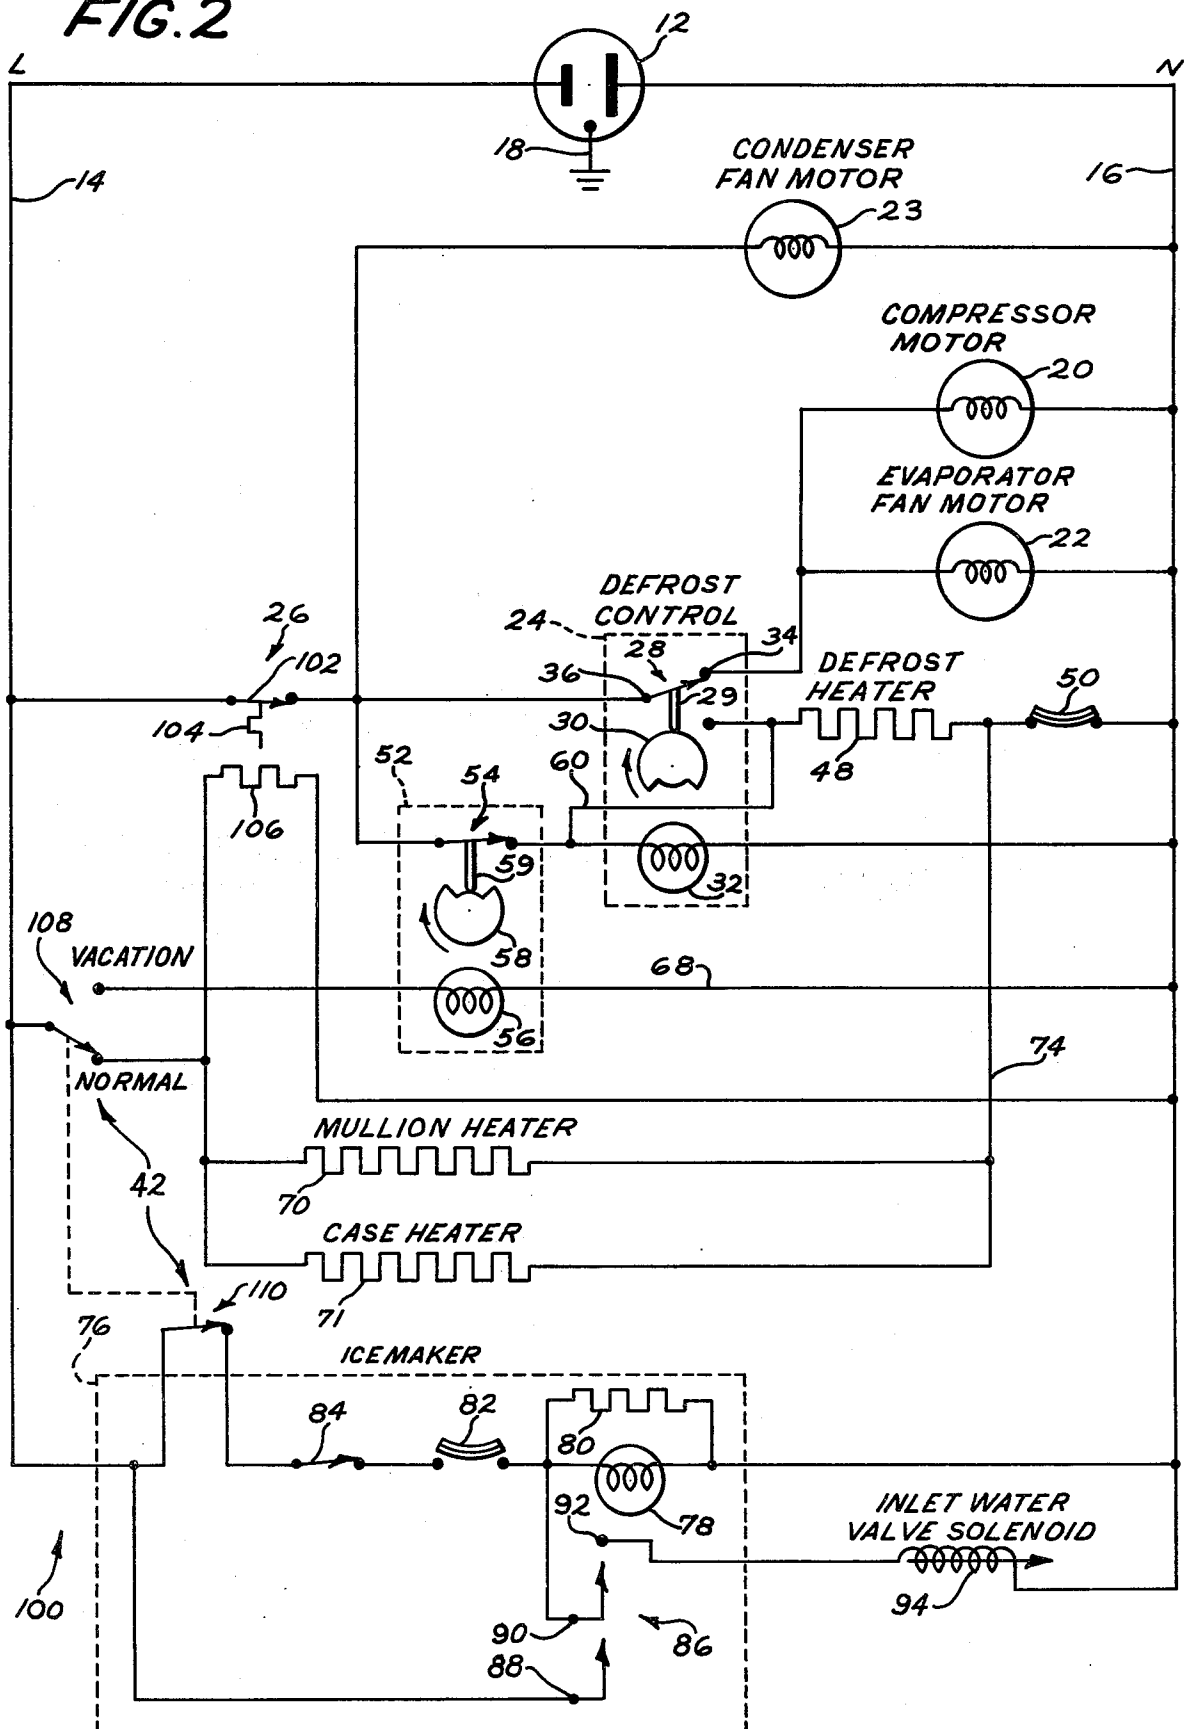 FIG. 2
12
L
N
18
CONDENSER
FAN MOTOR
14
16
23
COMPRESSOR
MOTOR
20
EVAPORATOR
FAN MOTOR
22
DEFROST
CONTROL
24
26
102
28
34
36
29
DEFROST
HEATER
50
104
30
48
52
54
60
106
59
32
108
VACATION
58
68
56
NORMAL
74
MULLION HEATER
42
70
CASE HEATER
110
71
76
ICEMAKER
84
82
80
92
78
INLET WATER
VALVE SOLENOID
94
100
90
86
88